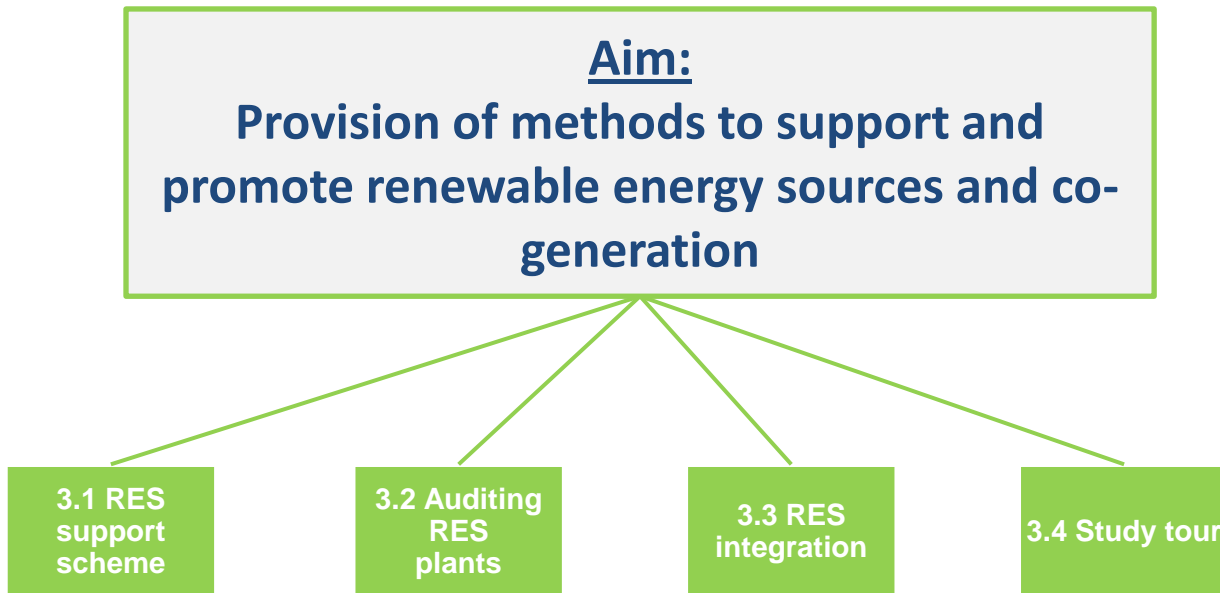 Aim:
Provision of methods to support and
promote renewable energy sources and co-
generation
3.1 RES
support
scheme
3.2 Auditing
RES
plants
3.3 RES
integration
3.4 Study tour